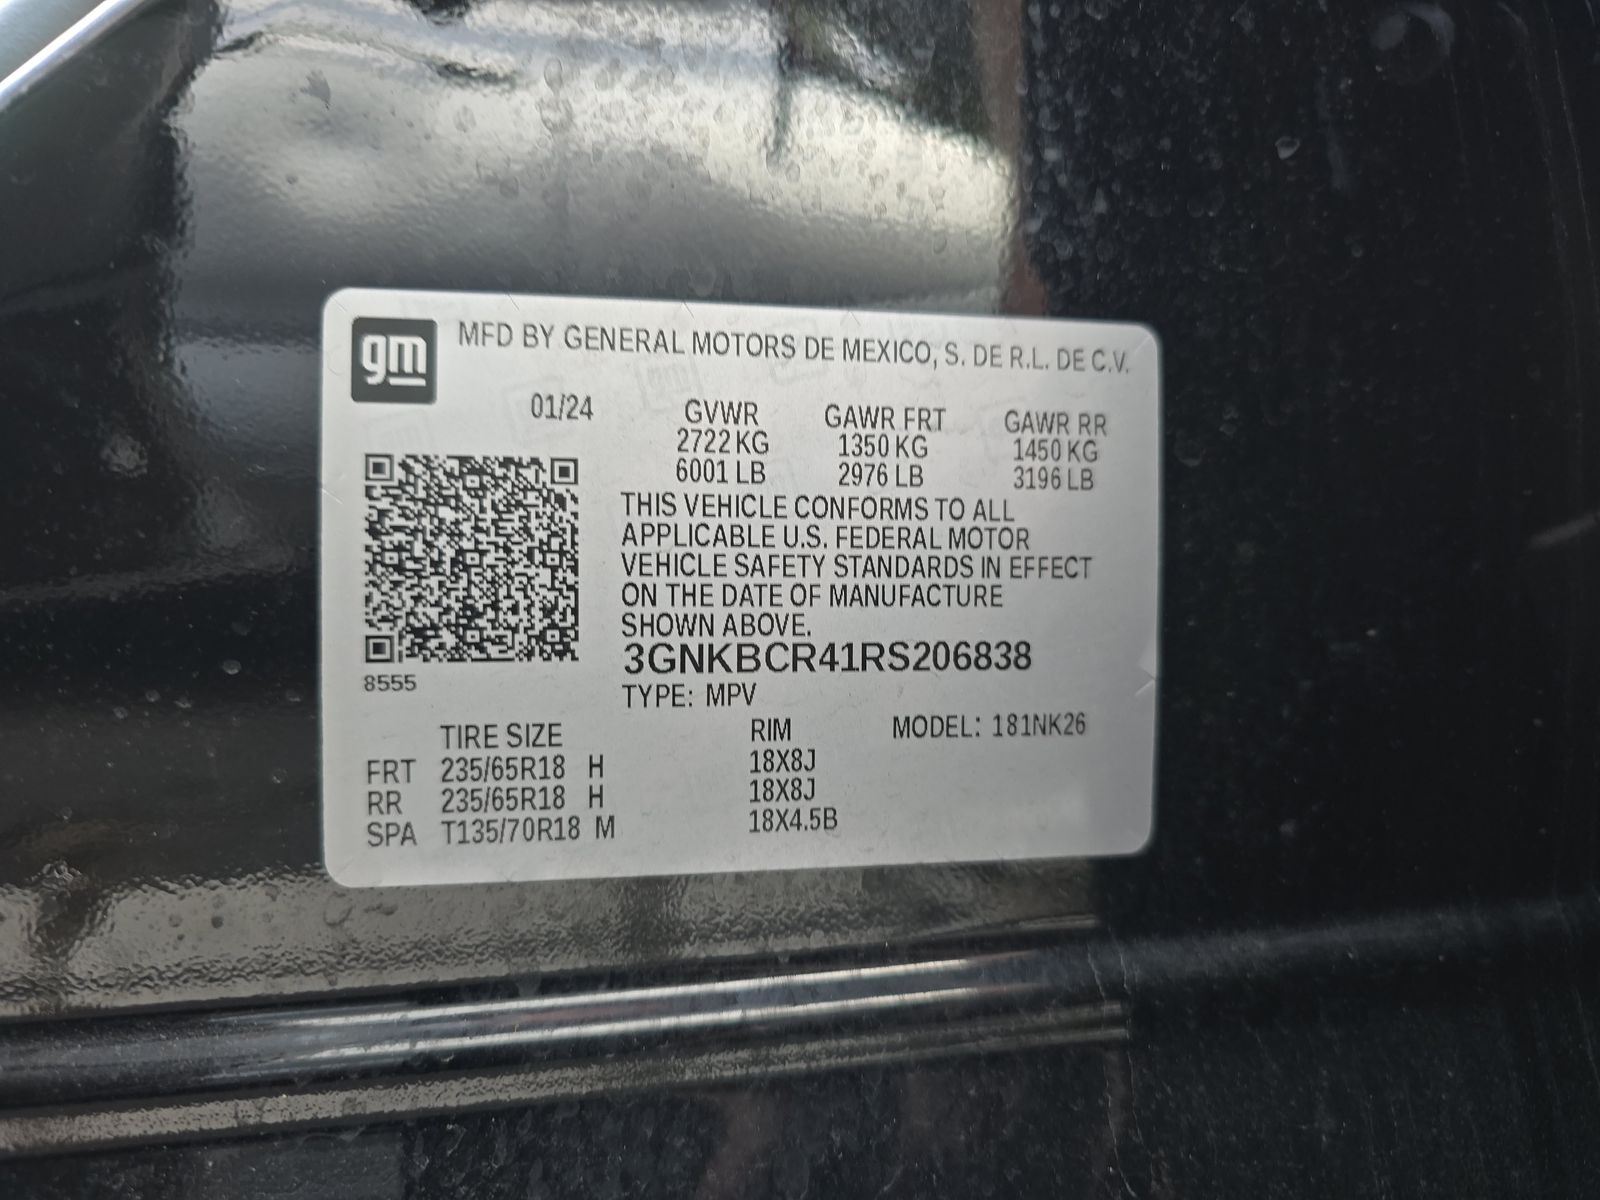 gm MFD BY GENERAL MOTORS DE MEXICO, S. DE R.L. DE C.V.
01/24 GVWR GAWR FRT GAWR RR
2722 KG 1350 KG 1450 KG
6001 LB 2976 LB 3196 LB
THIS VEHICLE CONFORMS TO ALL
APPLICABLE U.S. FEDERAL MOTOR
VEHICLE SAFETY STANDARDS IN EFFECT
ON THE DATE OF MANUFACTURE
SHOWN ABOVE.
3GNKBCR41RS206838
8555
TYPE: MPV
TIRE SIZE RIM MODEL: 181NK26
FRT 235/65R18 H 18X8J
RR 235/65R18 H 18X8J
SPA T135/70R18 M 18X4.5B